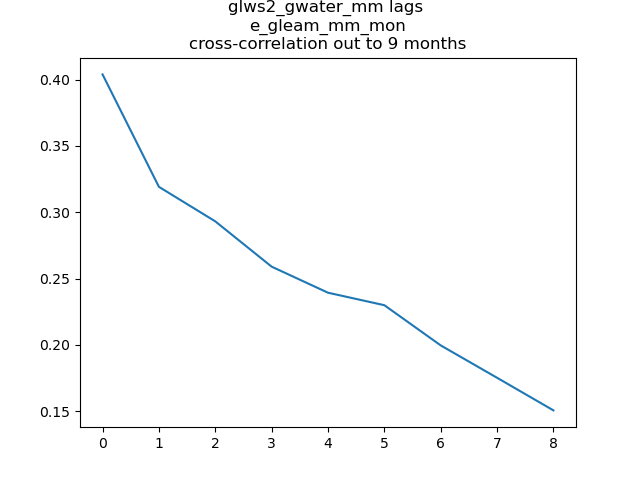 glws2_gwater_mm lags
e_gleam_mm_mon
cross-correlation out to 9 months
0.40
0.35
0.30
0.25
0.20
0.15
0 1 2 3 4 5 6 7 8